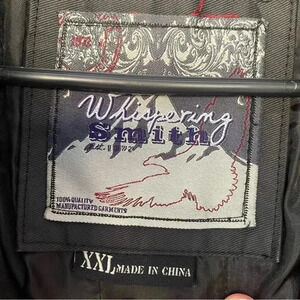 Whispering
Smith
100% QUALITY
MANUFACTURED GARMENTS
XXL MADE IN CHINA